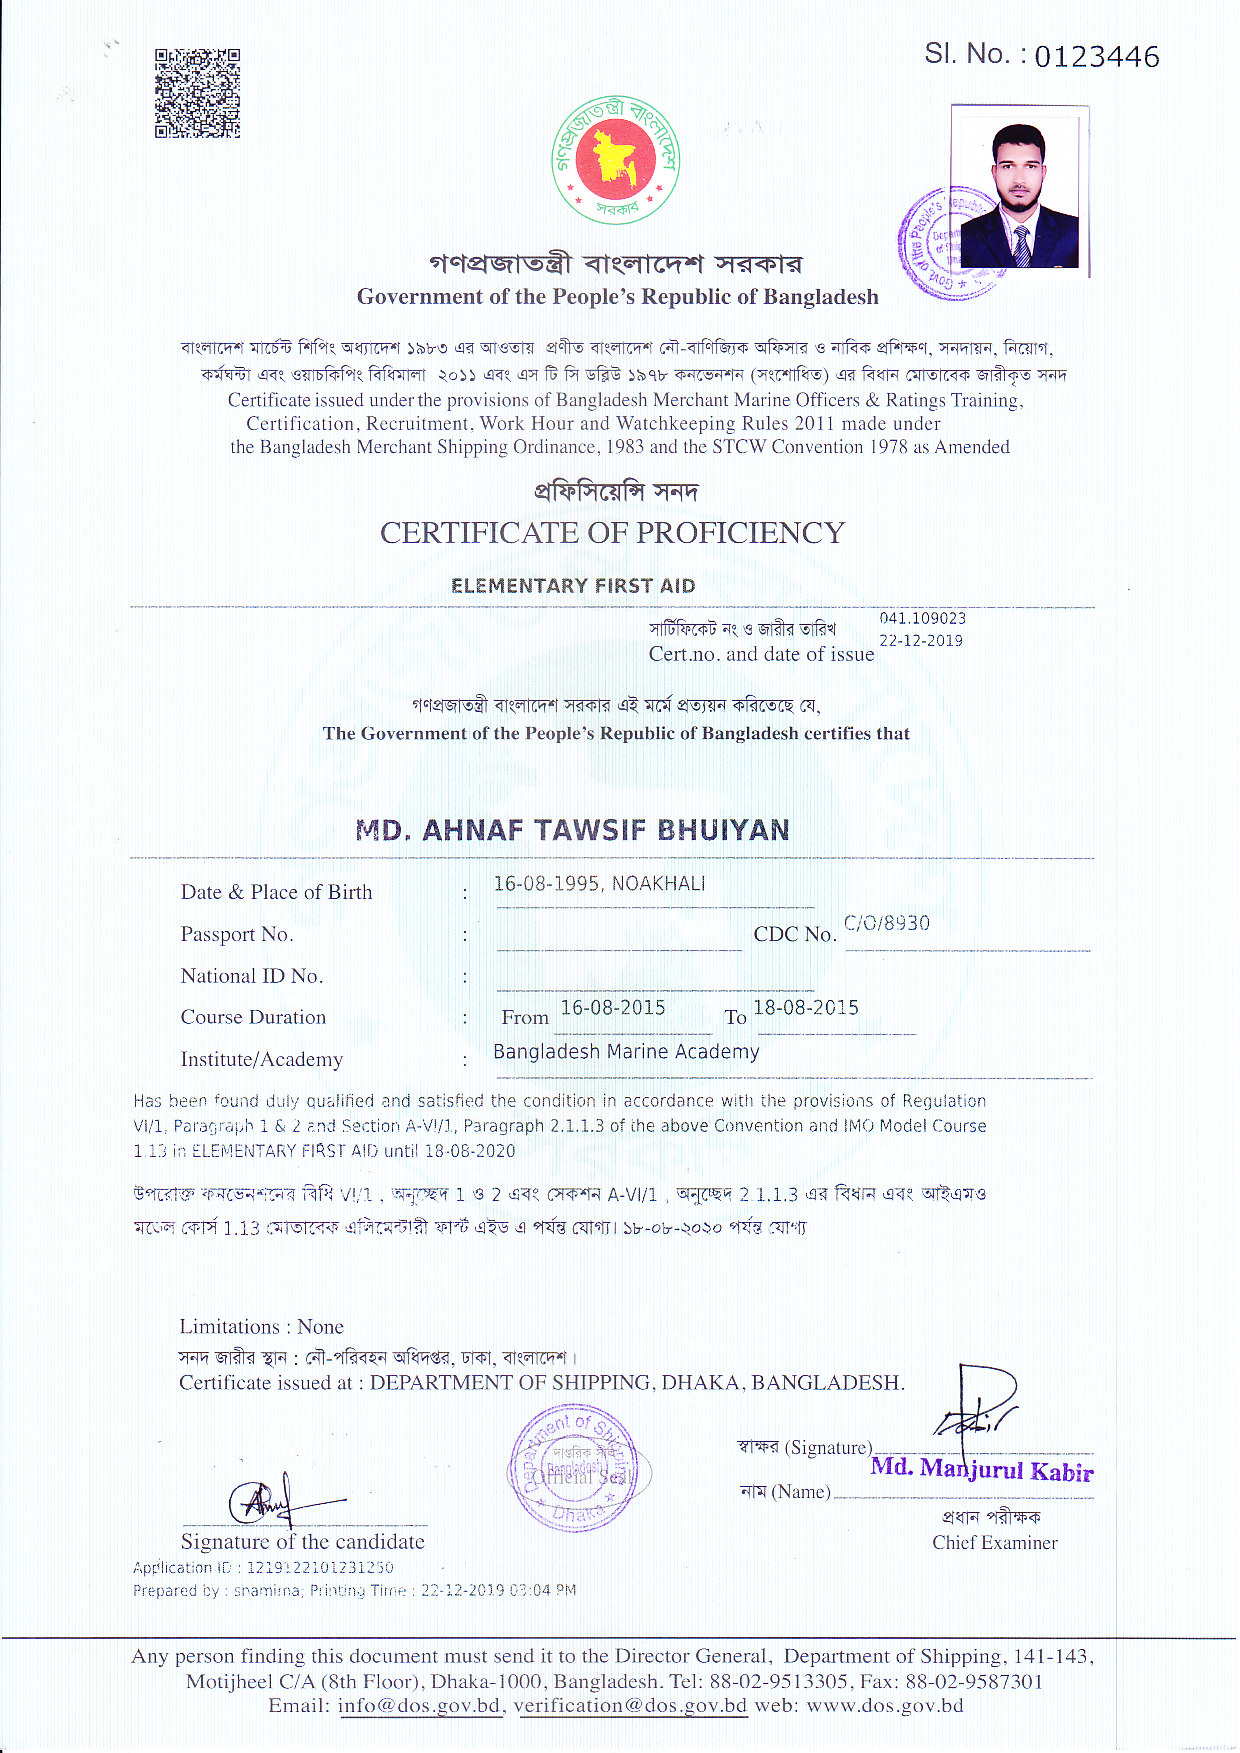 Sl. No. : 0123446
গণপ্রজাতন্ত্রী বাংলাদেশ
সরকার
গণপ্রজাতন্ত্রী বাংলাদেশ সরকার
Government of the People's Republic of Bangladesh
বাংলাদেশ মার্চেন্ট শিপিং অধ্যাদেশ ১৯৮৩ এর আওতায় প্রণীত বাংলাদেশ নৌ-বাণিজ্যিক অফিসার ও নাবিক প্রশিক্ষণ, সনদায়ন, নিয়োগ,
কর্মঘন্টা এবং ওয়াচকিপিং বিধিমালা ২০১১ এবং এস টি সি ডব্লিউ ১৯৭৮ কনভেনশন (সংশোধিত) এর বিধান মোতাবেক জারীকৃত সনদ
Certificate issued under the provisions of Bangladesh Merchant Marine Officers & Ratings Training,
Certification, Recruitment, Work Hour and Watchkeeping Rules 2011 made under
the Bangladesh Merchant Shipping Ordinance, 1983 and the STCW Convention 1978 as Amended
প্রফিসিয়েন্সি সনদ
CERTIFICATE OF PROFICIENCY
ELEMENTARY FIRST AID
সার্টিফিকেট নং ও জারীর তারিখ 041.109023
Cert.no. and date of issue 22-12-2019
গণপ্রজাতন্ত্রী বাংলাদেশ সরকার এই মর্মে প্রত্যয়ন করিতেছে যে,
The Government of the People's Republic of Bangladesh certifies that
MD. AHNAF TAWSIF BHUIYAN
Date & Place of Birth : 16-08-1995, NOAKHALI
Passport No. : CDC No. C/O/8930
National ID No. :
Course Duration : From 16-08-2015 To 18-08-2015
Institute/Academy : Bangladesh Marine Academy
Has been found duly qualified and satisfied the condition in accordance with the provisions of Regulation
VI/1, Paragraph 1 & 2 and Section A-VI/1, Paragraph 2.1.1.3 of the above Convention and IMO Model Course
1.13 in ELEMENTARY FIRST AID until 18-08-2020
উপরোক্ত কনভেনশনের বিধি VI/1 , অনুচ্ছেদ 1 ও 2 এবং সেকশন A-VI/1 , অনুচ্ছেদ 2.1.1.3 এর বিধান এবং আইএমও
মডেল কোর্স 1.13 মোতাবেক এলিমেন্টারী ফার্স্ট এইড এ পর্যন্ত যোগ্য। ১৮-০৮-২০২০ পর্যন্ত যোগ্য
Limitations : None
সনদ জারীর স্থান : নৌ-পরিবহন অধিদপ্তর, ঢাকা, বাংলাদেশ।
Certificate issued at : DEPARTMENT OF SHIPPING, DHAKA, BANGLADESH.
Department of Shipping
Bangladesh
Official Seal
Dhaka
স্বাক্ষর (Signature)
Md. Manjurul Kabir
নাম (Name)
প্রধান পরীক্ষক
Chief Examiner
Signature of the candidate
Application ID : 1219122101231250
Prepared by : shamima; Printing Time : 22-12-2019 03:04 PM
Any person finding this document must send it to the Director General, Department of Shipping, 141-143,
Motijheel C/A (8th Floor), Dhaka-1000, Bangladesh. Tel: 88-02-9513305, Fax: 88-02-9587301
Email: info@dos.gov.bd, verification@dos.gov.bd web: www.dos.gov.bd